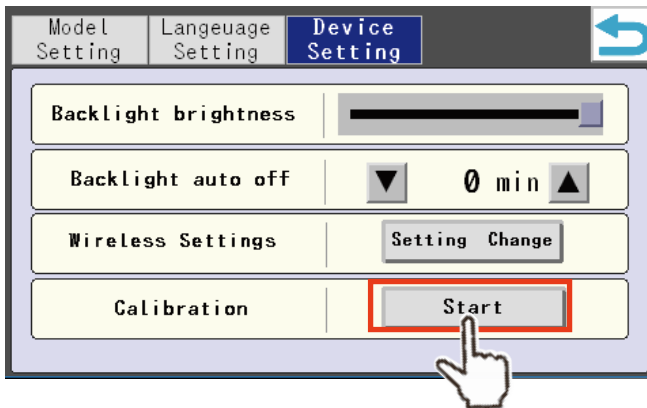 Model Setting
Langeuage Setting
Device Setting
Backlight brightness
Backlight auto off
0 min
Wireless Settings
Setting Change
Calibration
Start